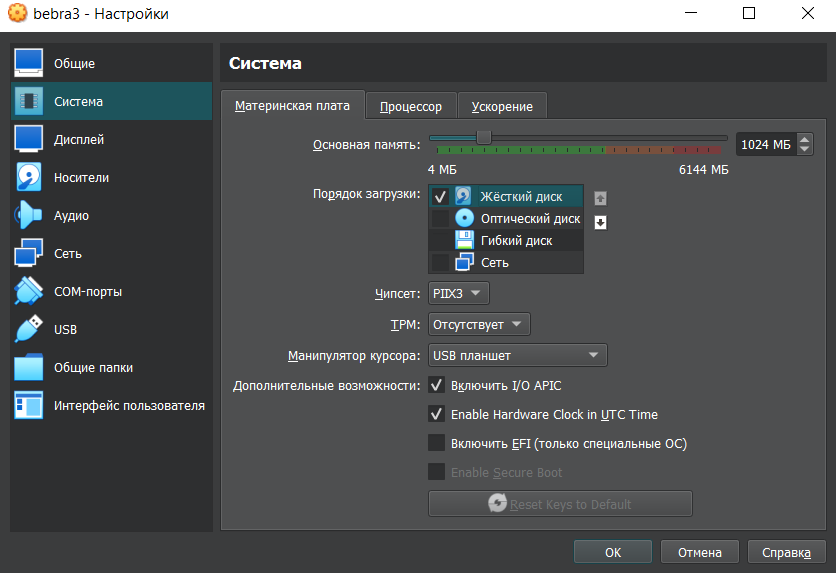 bebra3 - Настройки
Общие
Система
Дисплей
Носители
Аудио
Сеть
COM-порты
USB
Общие папки
Интерфейс пользователя
Система
Материнская плата
Процессор
Ускорение
Основная память:
1024 МБ
4 МБ
6144 МБ
Порядок загрузки:
Жёсткий диск
Оптический диск
Гибкий диск
Сеть
Чипсет:
PIIX3
TPM:
Отсутствует
Манипулятор курсора:
USB планшет
Дополнительные возможности:
Включить I/O APIC
Enable Hardware Clock in UTC Time
Включить EFI (только специальные ОС)
Enable Secure Boot
Reset Keys to Default
OK
Отмена
Справка